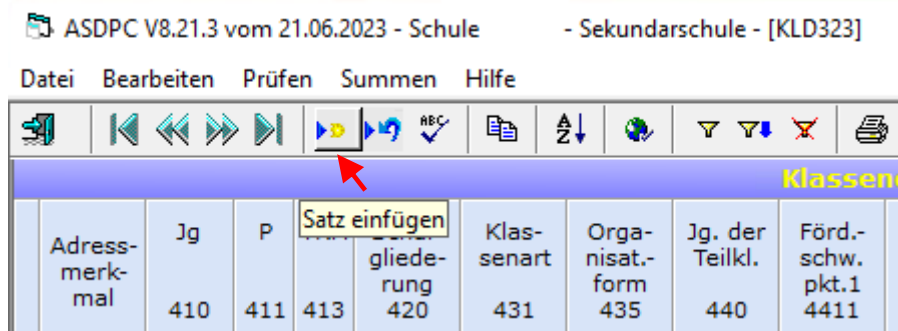 ASDPC V8.21.3 vom 21.06.2023 - Schule - Sekundarschule - [KLD323]
Datei Bearbeiten Prüfen Summen Hilfe
ABC
A
Z
Satz einfügen
Adress-
merk-
mal
Jg
410
P
411
413
gliede-
rung
420
Klas-
senart
431
Orga-
nisat.-
form
435
Jg. der
Teilkl.
440
Förd.-
schw.
pkt.1
4411